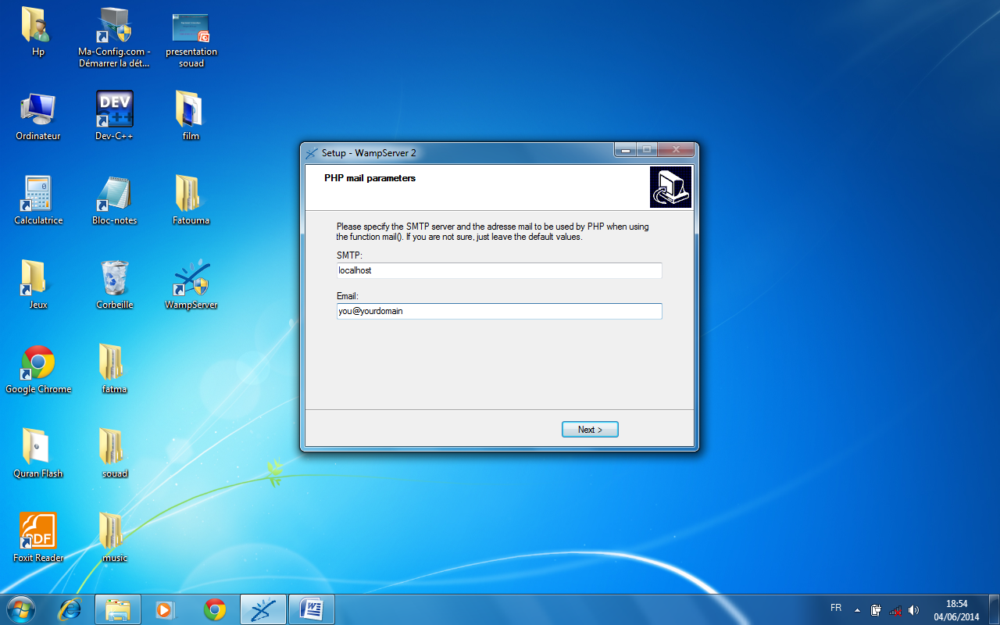 Hp
Ma-Config.com -
Démarrer la dét...
presentation
souad
Ordinateur
DEV
C++
Dev-C++
film
Calculatrice
Bloc-notes
Fatouma
Jeux
Corbeille
WampServer
Google Chrome
fatma
Quran Flash
souad
PDF
Foxit Reader
music
Setup - WampServer 2
PHP mail parameters
Please specify the SMTP server and the adresse mail to be used by PHP when using
the function mail(). If you are not sure, just leave the default values.
SMTP:
localhost
Email:
you@yourdomain
Next >
FR
18:54
04/06/2014